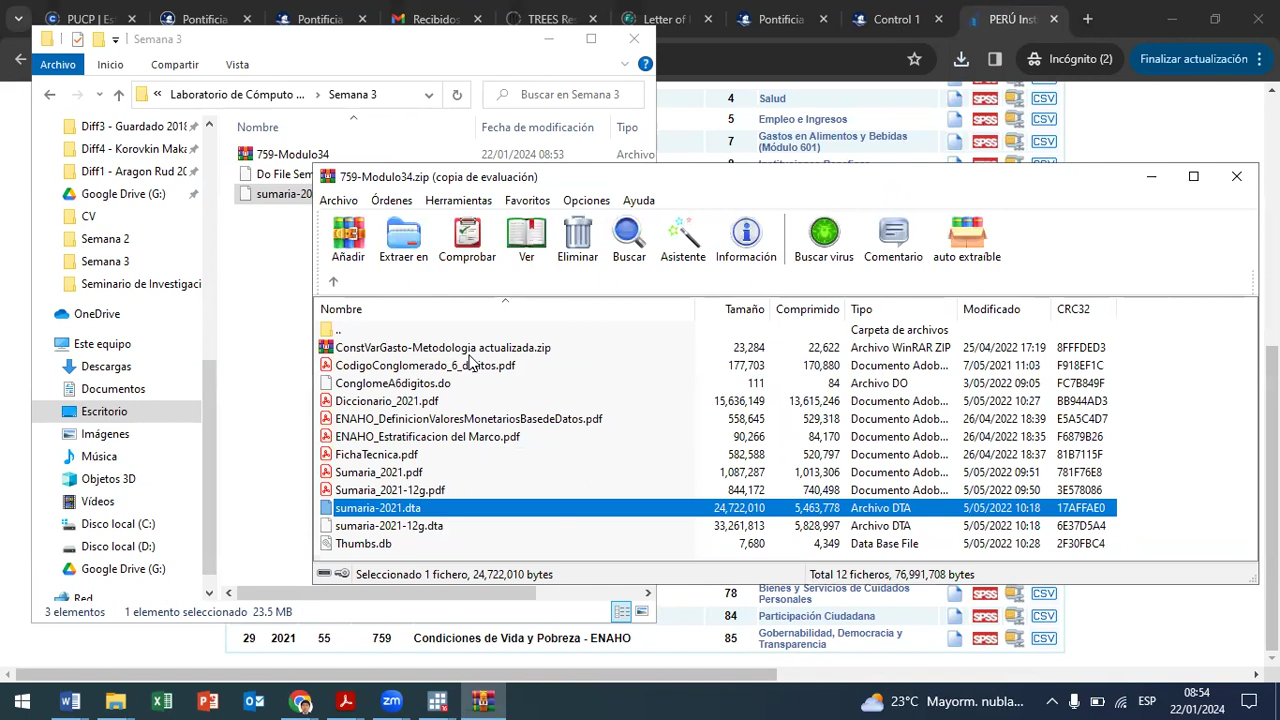 PUCP | En
Laboratorio
Pontificia
Pontificia
Recibidos
TREES Re
Letter of
Pontificia
Control 1
PERÚ Inst
Incógnito (2)
Finalizar actualización
Semana 3
Archivo
Inicio
Compartir
Vista
« Laboratorio de Cóm... > Semana 3
Buscar en Semana 3
Nombre
Fecha de modificación
Tipo
Diff3 - Guardado 2018
Diff4 - Korovkin Maka
Diff1 - Aragon Rud 20
Google Drive (G:)
CV
Semana 2
Semana 3
Seminario de Investigaci
OneDrive
Este equipo
Descargas
Documentos
Escritorio
Imágenes
Música
Objetos 3D
Vídeos
Disco local (C:)
Disco local (D:)
Google Drive (G:)
Red
759-Modulo34
22/01/2024 08:53
Archivo
Do File Sem
sumaria-20
3 elementos
1 elemento seleccionado 23.5 MB
4 Salud SPSS CSV
5 Empleo e Ingresos SPSS CSV
7 Gastos en Alimentos y Bebidas (Módulo 601) SPSS CSV
759-Modulo34.zip (copia de evaluación)
Archivo Órdenes Herramientas Favoritos Opciones Ayuda
Añadir Extraer en Comprobar Ver Eliminar Buscar Asistente Información Buscar virus Comentario auto extraíble
Nombre Tamaño Comprimido Tipo Modificado CRC32
.. Carpeta de archivos
ConstVarGasto-Metodologia actualizada.zip 23,284 22,622 Archivo WinRAR ZIP 25/04/2022 17:19 8FFFDED3
CodigoConglomerado_6_digitos.pdf 177,703 170,880 Documento Adob... 7/05/2021 11:03 F918EF1C
ConglomeA6digitos.do 111 84 Archivo DO 3/05/2022 09:05 FC7B849F
Diccionario_2021.pdf 15,636,149 13,615,246 Documento Adob... 5/05/2022 10:27 BB944AD3
ENAHO_DefinicionValoresMonetariosBasedeDatos.pdf 558,645 529,318 Documento Adob... 26/04/2022 18:39 E5A5C4D7
ENAHO_Estratificacion del Marco.pdf 90,266 64,170 Documento Adob... 26/04/2022 18:35 F6879B26
FichaTecnica.pdf 582,588 520,797 Documento Adob... 26/04/2022 18:37 81B7115F
Sumaria_2021.pdf 1,087,287 1,013,306 Documento Adob... 5/05/2022 09:51 781F76E8
Sumaria_2021-12g.pdf 844,172 740,498 Documento Adob... 5/05/2022 09:50 3E578086
sumaria-2021.dta 24,722,010 5,463,778 Archivo DTA 5/05/2022 10:18 17AFFAE0
sumaria-2021-12g.dta 33,261,813 5,828,997 Archivo DTA 5/05/2022 10:18 6E37D5A4
Thumbs.db 7,680 4,349 Data Base File 5/05/2022 10:28 2F30FBC4
Seleccionado 1 fichero, 24,722,010 bytes
Total 12 ficheros, 76,991,708 bytes
78 Bienes y Servicios de Cuidados Personales SPSS CSV
84 Participación Ciudadana SPSS CSV
29 2021 55 759 Condiciones de Vida y Pobreza - ENAHO 85 Gobernabilidad, Democracia y Transparencia SPSS CSV
23°C Mayorm. nubla...
ESP
08:54
22/01/2024